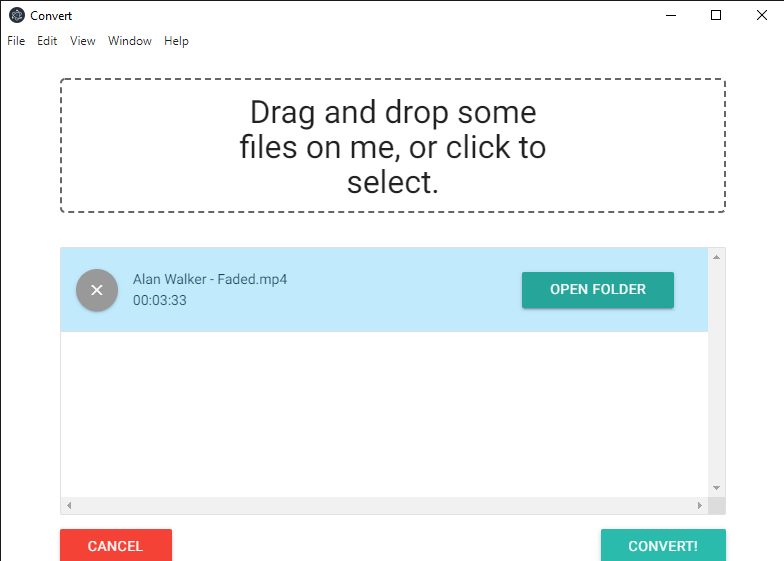 Convert
File Edit View Window Help
Drag and drop some
files on me, or click to
select.
Alan Walker - Faded.mp4
00:03:33
OPEN FOLDER
CANCEL
CONVERT!